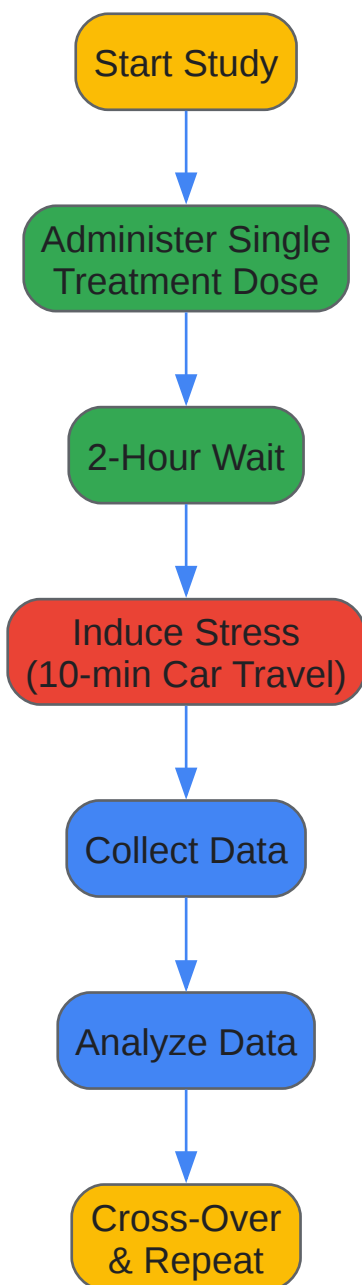 Start Study
Administer Single
Treatment Dose
2-Hour Wait
Induce Stress
(10-min Car Travel)
Collect Data
Analyze Data
Cross-Over
& Repeat